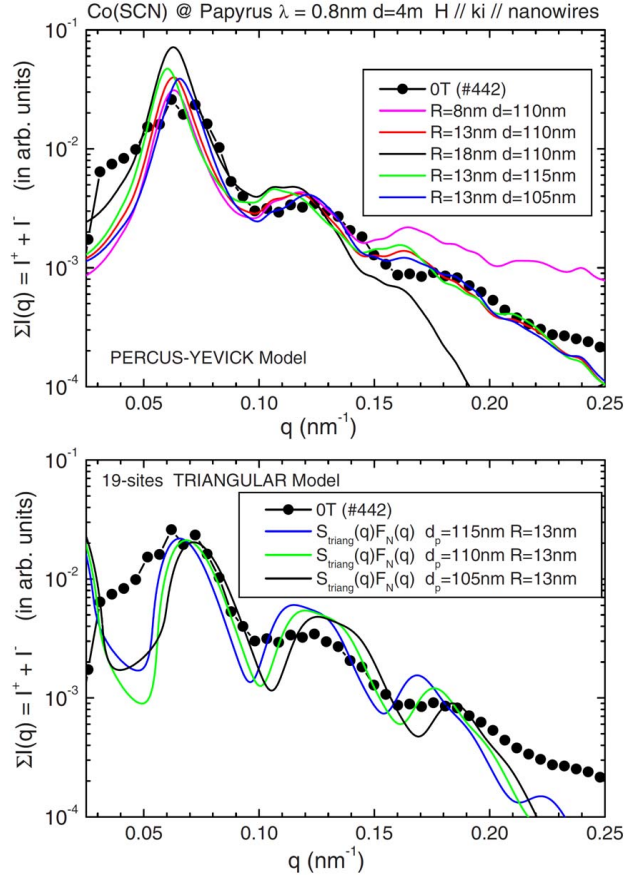 Co(SCN) @ Papyrus λ = 0.8nm d=4m H // ki // nanowires
10⁻¹
10⁻²
10⁻³
10⁻⁴
ΣI(q) = I⁺ + I⁻ (in arb. units)
0T (#442)
R=8nm d=110nm
R=13nm d=110nm
R=18nm d=110nm
R=13nm d=115nm
R=13nm d=105nm
PERCUS-YEVICK Model
0.05 0.10 0.15 0.20 0.25
q (nm⁻¹)
10⁻¹
10⁻²
10⁻³
10⁻⁴
ΣI(q) = I⁺ + I⁻ (in arb. units)
19-sites TRIANGULAR Model
0T (#442)
S_triang(q)F_N(q) d_p=115nm R=13nm
S_triang(q)F_N(q) d_p=110nm R=13nm
S_triang(q)F_N(q) d_p=105nm R=13nm
0.05 0.10 0.15 0.20 0.25
q (nm⁻¹)